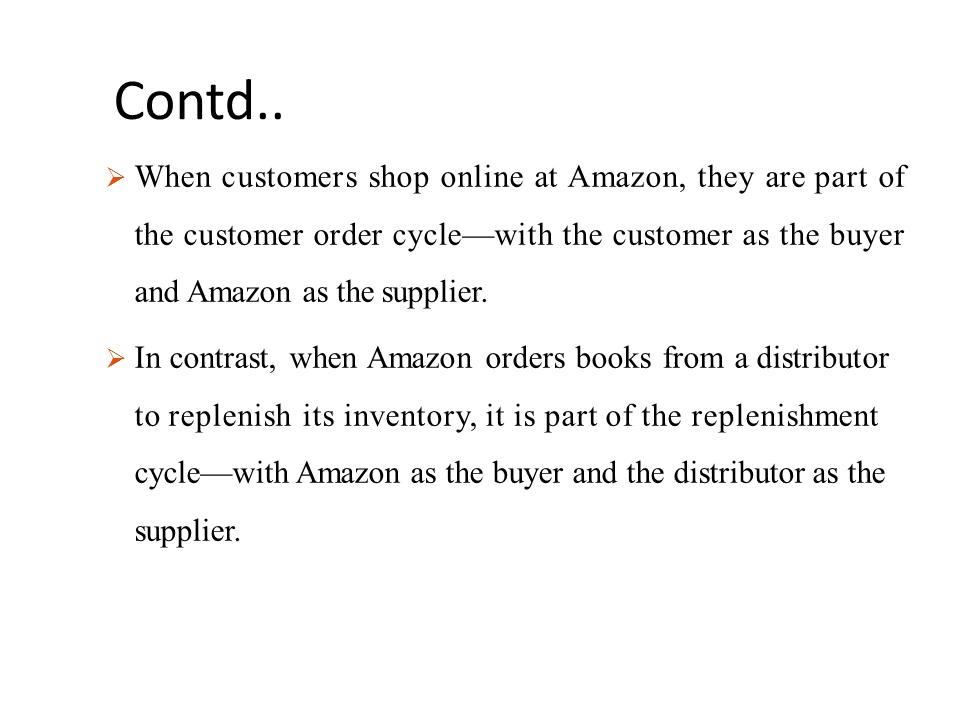 Contd..
➢ When customers shop online at Amazon, they are part of
the customer order cycle—with the customer as the buyer
and Amazon as the supplier.
➢ In contrast, when Amazon orders books from a distributor
to replenish its inventory, it is part of the replenishment
cycle—with Amazon as the buyer and the distributor as the
supplier.